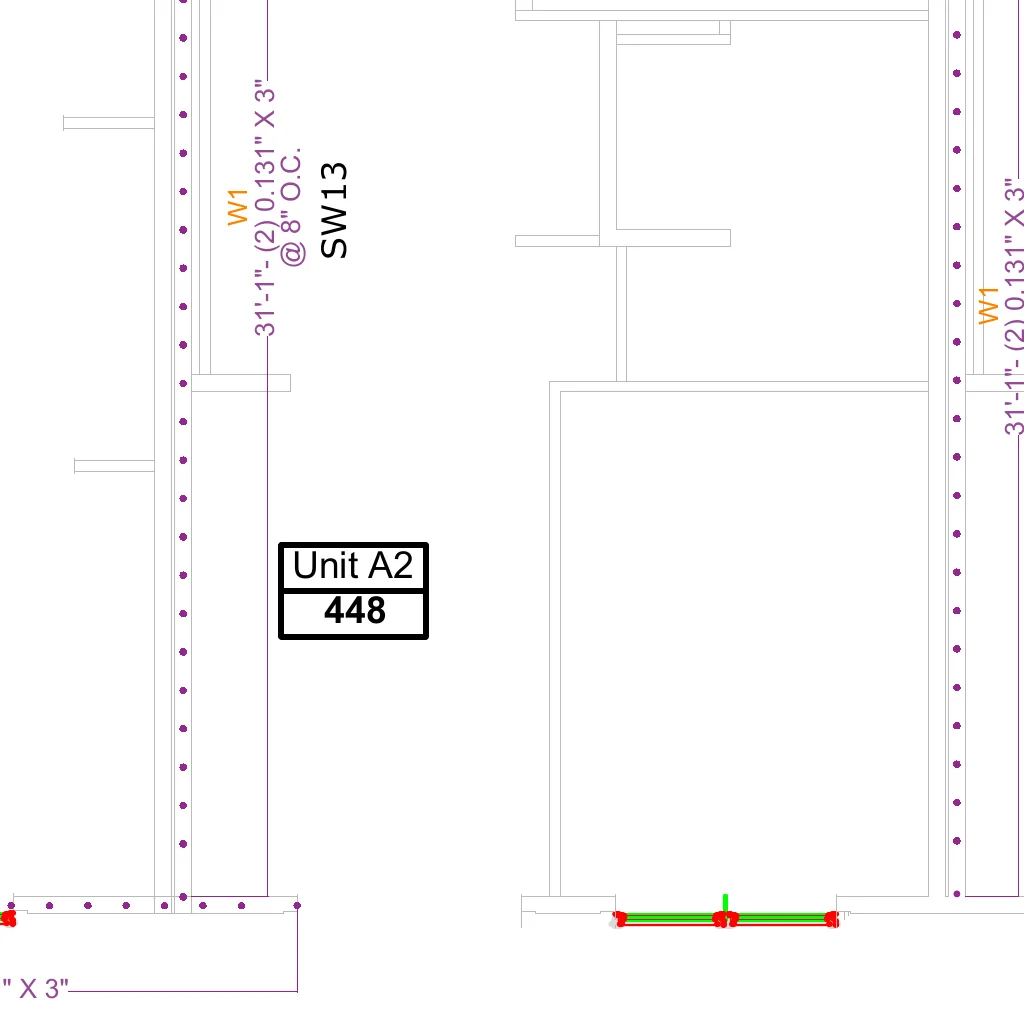 W1
31'-1"- (2) 0.131" X 3"
@ 8" O.C.
SW13
W1
31'-1"- (2) 0.131" X 3"
Unit A2
448
" X 3"